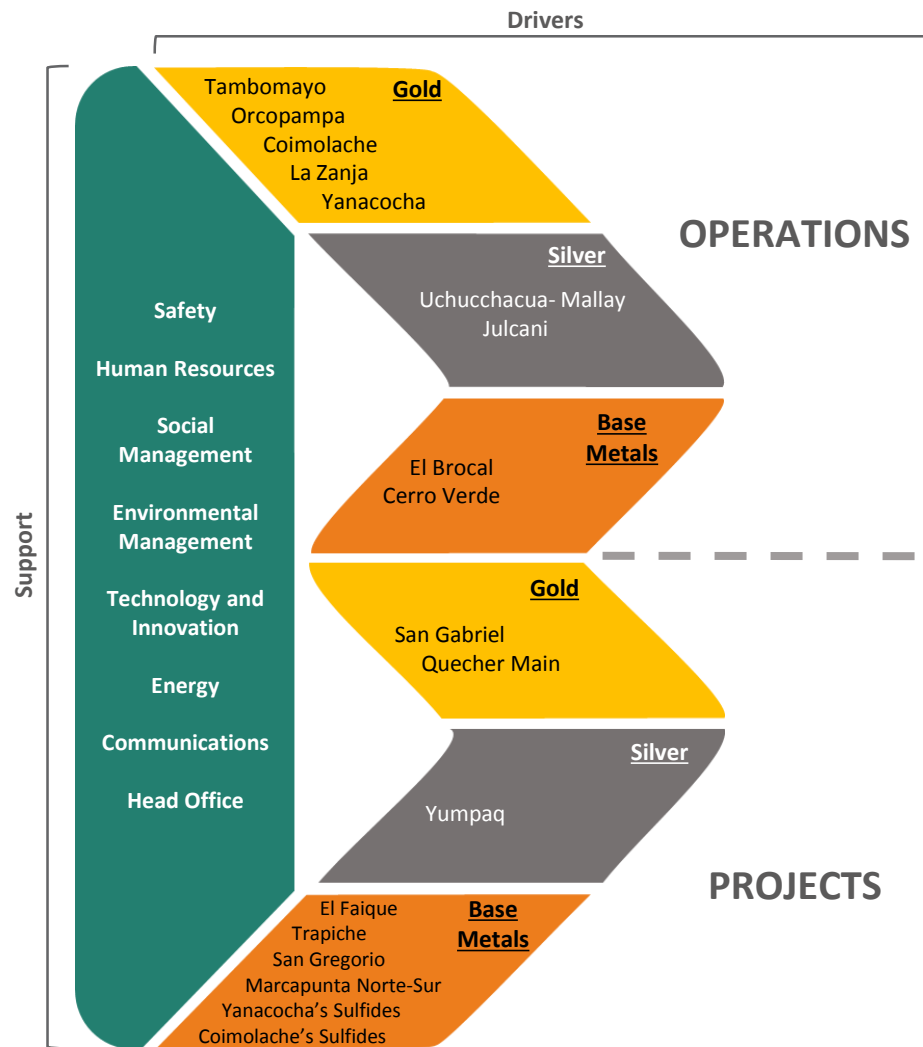 Drivers
Support
Safety
Human Resources
Social
Management
Environmental
Management
Technology and
Innovation
Energy
Communications
Head Office
Tambomayo
Orcopampa
Coimolache
La Zanja
Yanacocha
Gold
Silver
Uchucchacua- Mallay
Julcani
Base
Metals
El Brocal
Cerro Verde
OPERATIONS
Gold
San Gabriel
Quecher Main
Silver
Yumpaq
El Faique
Trapiche
San Gregorio
Marcapunta Norte-Sur
Yanacocha’s Sulfides
Coimolache’s Sulfides
Base
Metals
PROJECTS